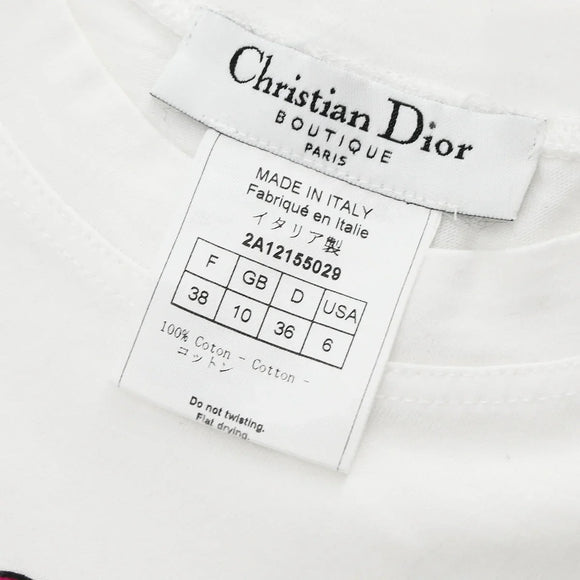 Christian Dior
BOUTIQUE
PARIS
MADE IN ITALY
Fabriqué en Italie
イタリア製
2A12155029
F GB D USA
38 10 36 6
100% Coton - Cotton -
コットン
Do not twisting.
Flat drying.